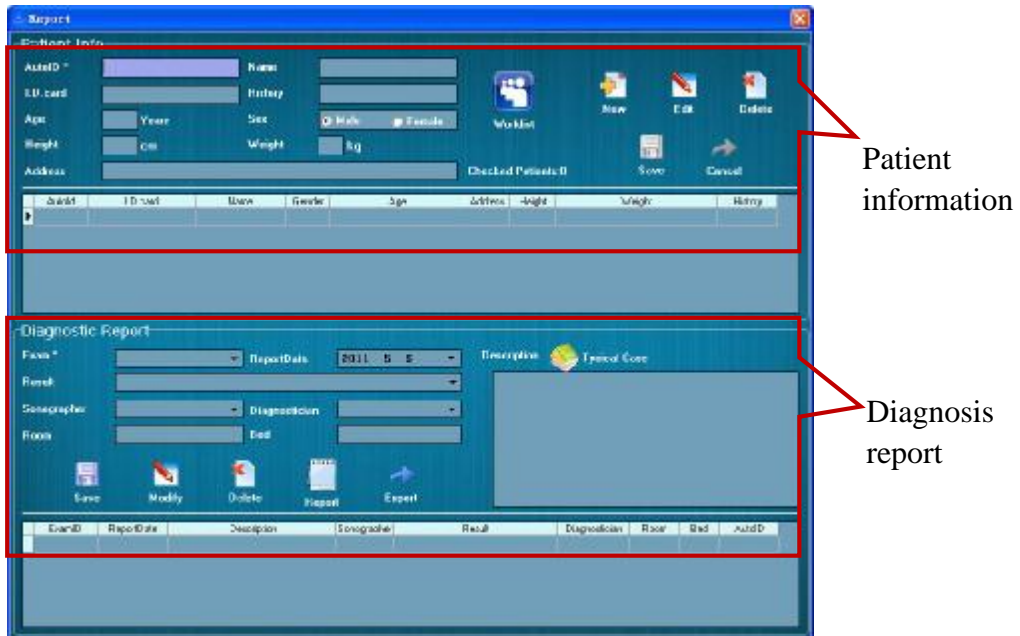 Report
Patient Info
AutoID * Name
I.D. card History
Age Year Sex Male Female
Worklist New Edit Delete
Height cm Weight kg
Save Cancel
Address Checked Patients:0
AutoId I.D. card Name Gender Age Address Height Weight History
Patient
information
Diagnostic Report
Exam * ReportDate 2011 5 5 Description Typical Case
Result
Sonographer Diagnostician
Room Bed
Save Modify Delete Report Export
ExamID ReportDate Description Sonographer Result Diagnostician Room Bed AutoID
Diagnosis
report